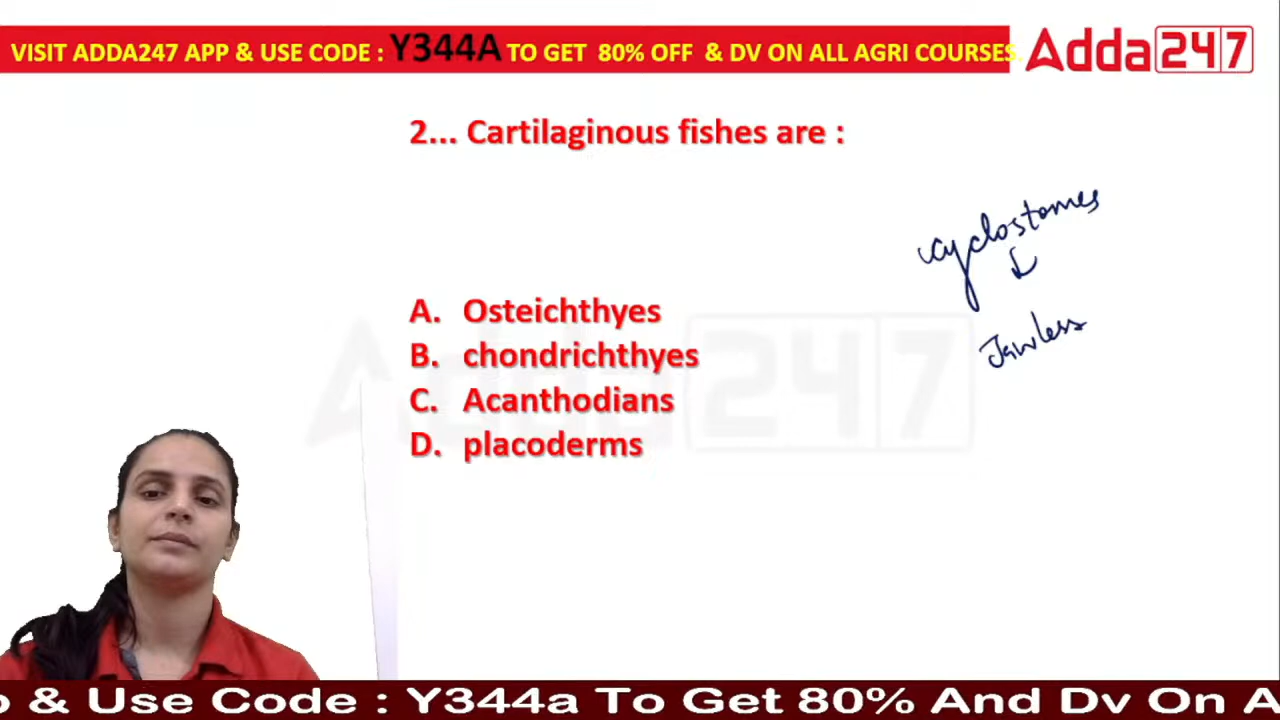 VISIT ADDA247 APP & USE CODE : Y344A TO GET 80% OFF & DV ON ALL AGRI COURSES.
Adda247
2... Cartilaginous fishes are :
cyclostomes
Jawless
A. Osteichthyes
B. chondrichthyes
C. Acanthodians
D. placoderms
Adda247
p & Use Code : Y344a To Get 80% And Dv On A